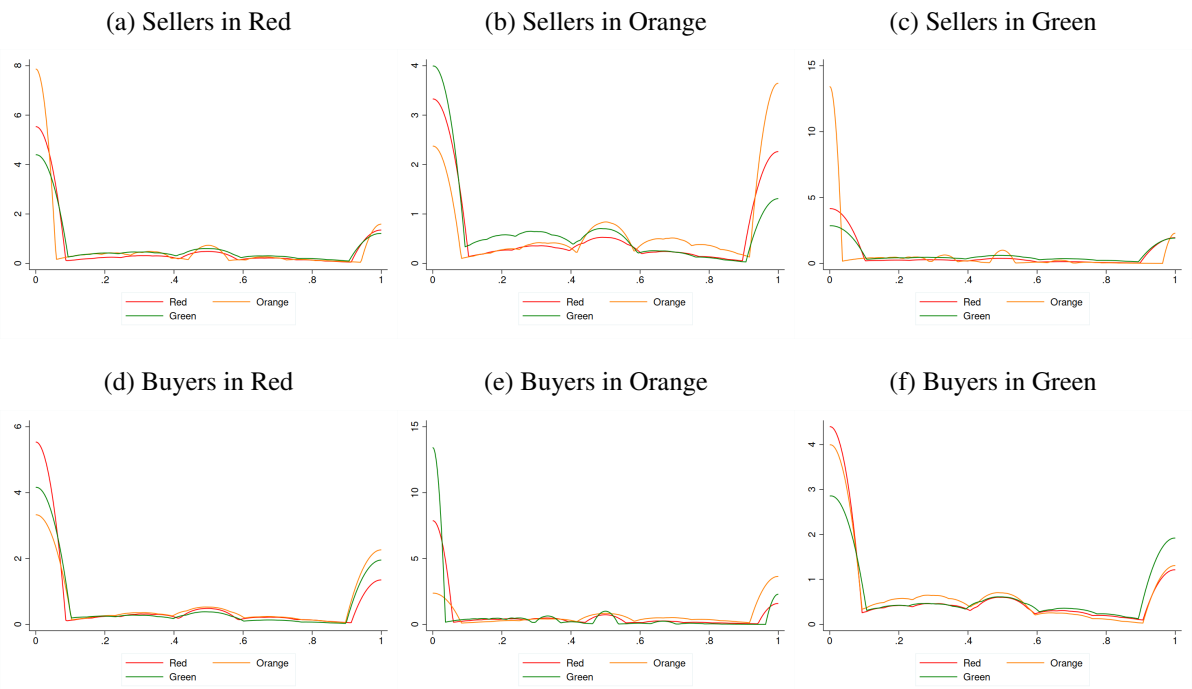 (a) Sellers in Red
(b) Sellers in Orange
(c) Sellers in Green
8
6
4
2
0
0 .2 .4 .6 .8 1
Red Orange
Green
4
3
2
1
0
0 .2 .4 .6 .8 1
Red Orange
Green
15
10
5
0
0 .2 .4 .6 .8 1
Red Orange
Green
(d) Buyers in Red
(e) Buyers in Orange
(f) Buyers in Green
6
4
2
0
0 .2 .4 .6 .8 1
Red Orange
Green
15
10
5
0
0 .2 .4 .6 .8 1
Red Orange
Green
4
3
2
1
0
0 .2 .4 .6 .8 1
Red Orange
Green